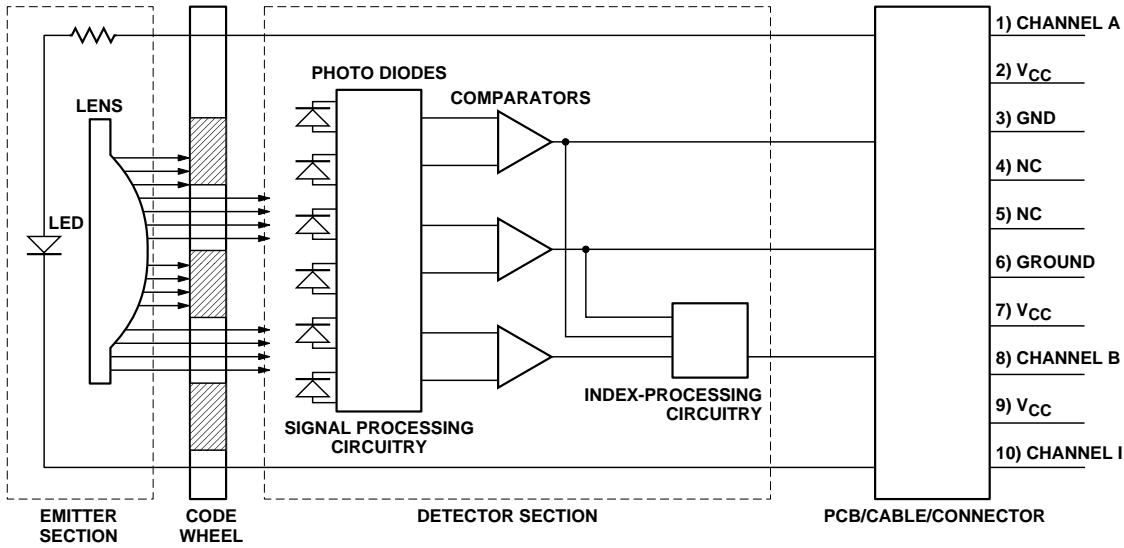 1) CHANNEL A
2) VCC
3) GND
4) NC
5) NC
6) GROUND
7) VCC
8) CHANNEL B
9) VCC
10) CHANNEL I
PHOTO DIODES
COMPARATORS
LENS
LED
INDEX-PROCESSING
CIRCUITRY
SIGNAL PROCESSING
CIRCUITRY
EMITTER
SECTION
CODE
WHEEL
DETECTOR SECTION
PCB/CABLE/CONNECTOR